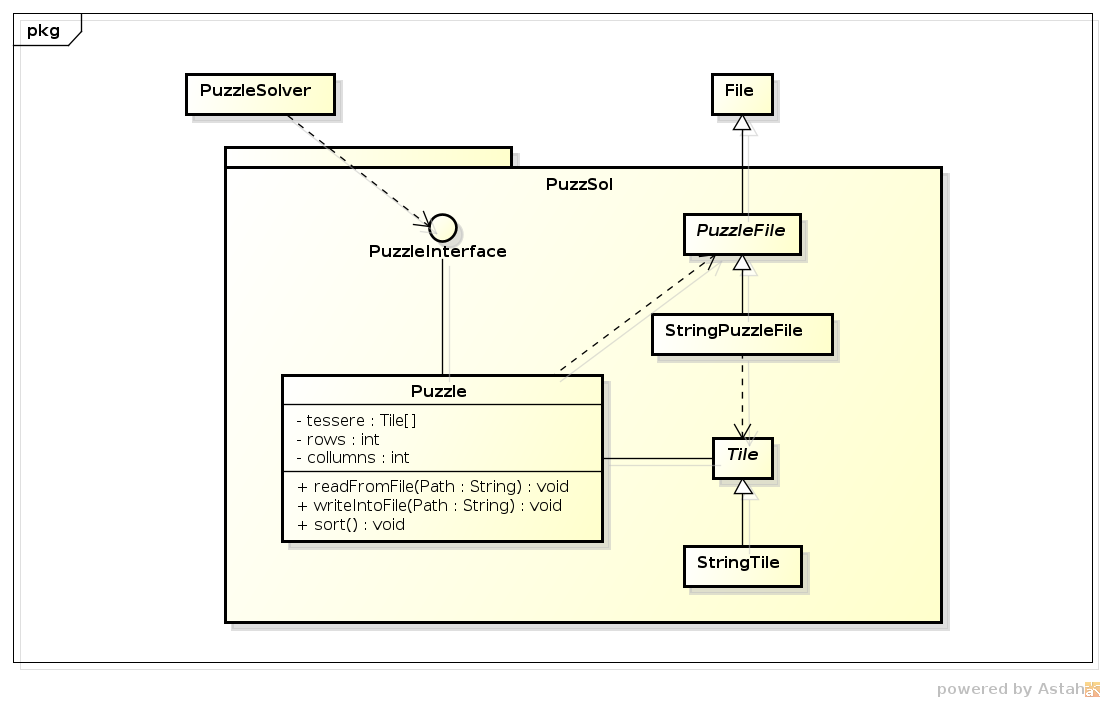 pkg
PuzzleSolver
File
PuzzSol
PuzzleFile
PuzzleInterface
StringPuzzleFile
Puzzle
- tessere : Tile[]
- rows : int
- collumns : int
+ readFromFile(Path : String) : void
+ writeIntoFile(Path : String) : void
+ sort() : void
Tile
StringTile
powered by Astah